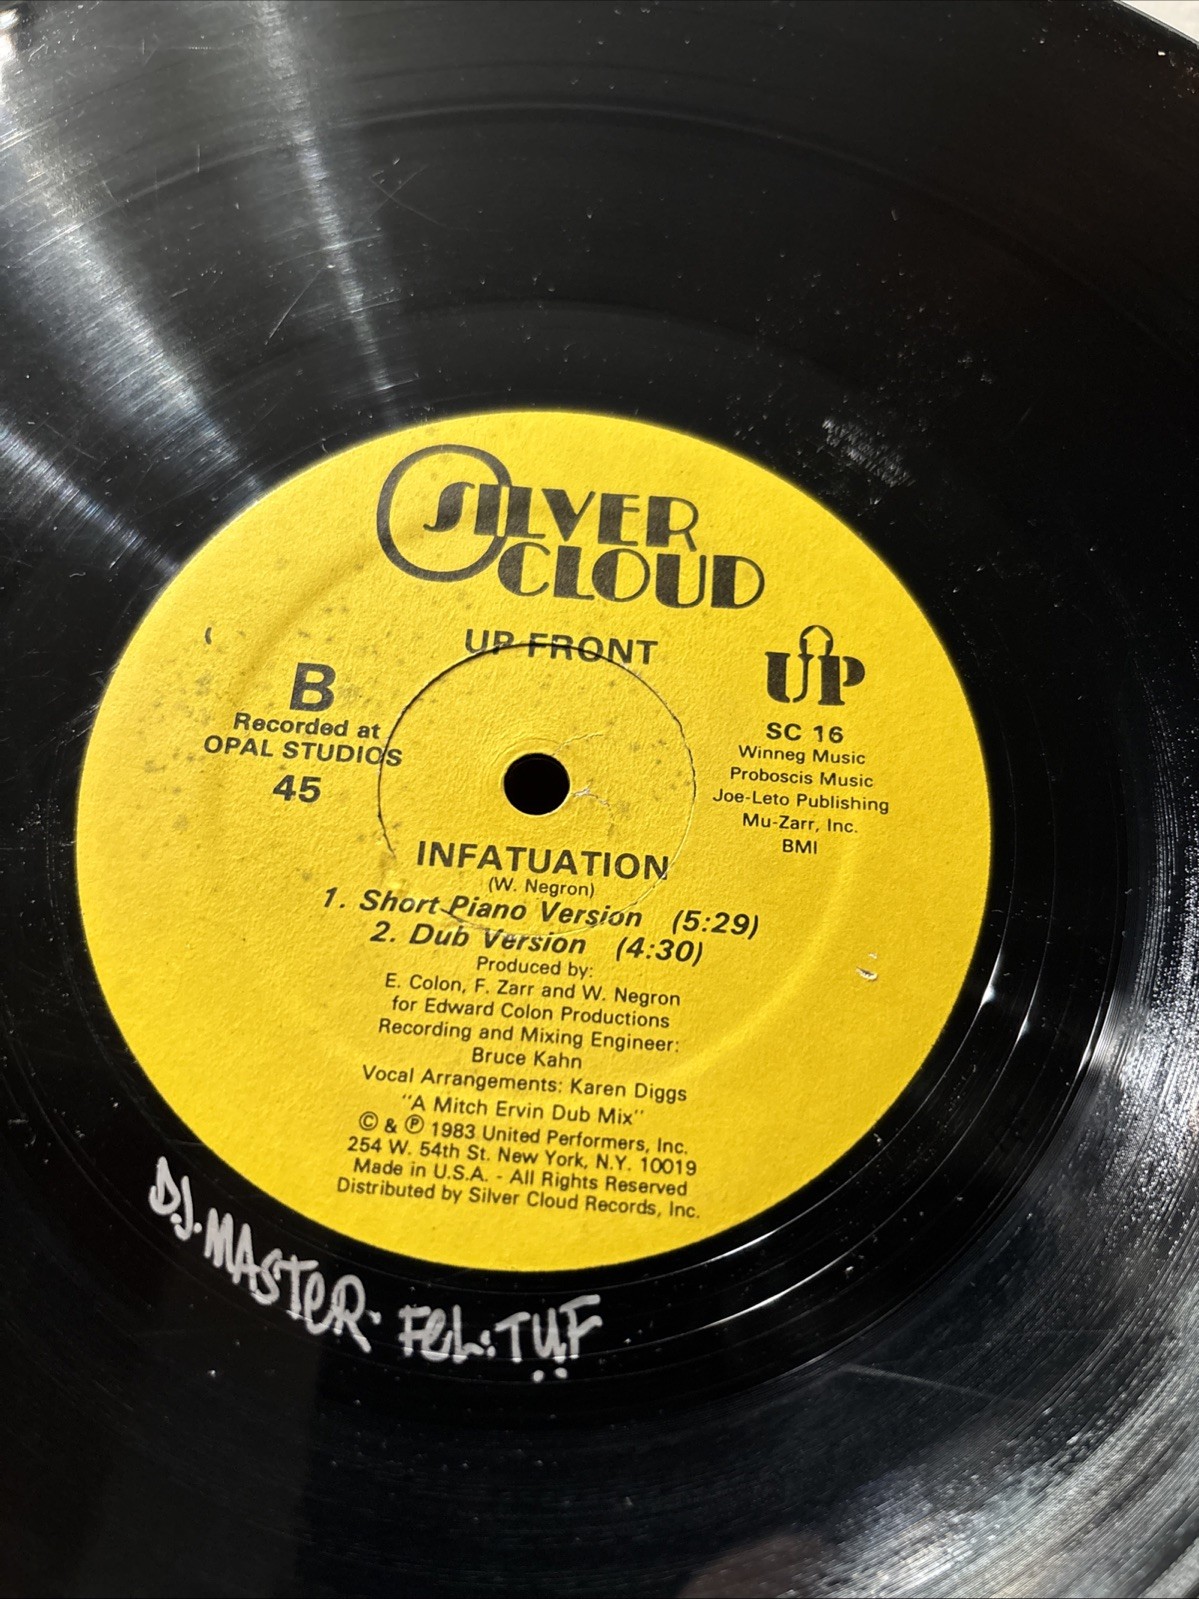 SILVER
CLOUD
UP FRONT
B
Recorded at
OPAL STUDIOS
45
UP
SC 16
Winneg Music
Proboscis Music
Joe-Leto Publishing
Mu-Zarr, Inc.
BMI
INFATUATION
(W. Negron)
1. Short Piano Version (5:29)
2. Dub Version (4:30)
Produced by:
E. Colon, F. Zarr and W. Negron
for Edward Colon Productions
Recording and Mixing Engineer:
Bruce Kahn
Vocal Arrangements: Karen Diggs
"A Mitch Ervin Dub Mix"
© & ℗ 1983 United Performers, Inc.
254 W. 54th St. New York, N.Y. 10019
Made in U.S.A. - All Rights Reserved
Distributed by Silver Cloud Records, Inc.
D.J. MASTeR. FeL: TUF